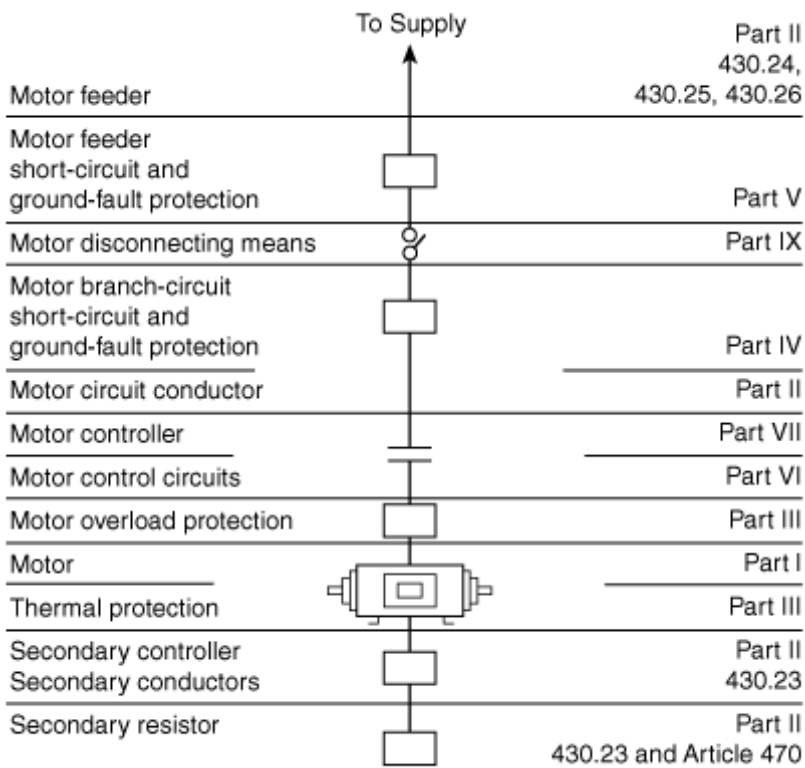 To Supply
Part II
430.24,
Motor feeder 430.25, 430.26
Motor feeder
short-circuit and
ground-fault protection Part V
Motor disconnecting means Part IX
Motor branch-circuit
short-circuit and
ground-fault protection Part IV
Motor circuit conductor Part II
Motor controller Part VII
Motor control circuits Part VI
Motor overload protection Part III
Motor Part I
Thermal protection Part III
Secondary controller Part II
Secondary conductors 430.23
Secondary resistor Part II
430.23 and Article 470